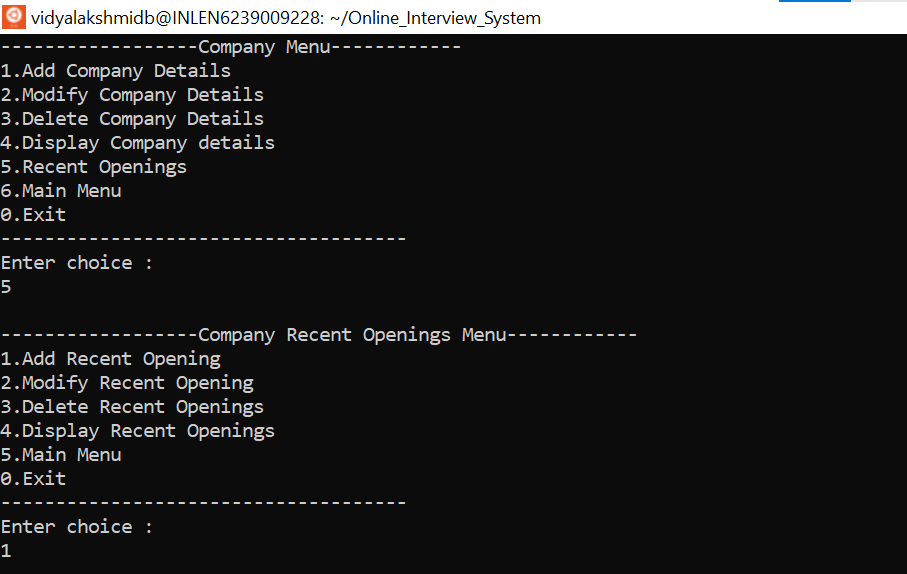 vidyalakshmidb@INLEN6239009228: ~/Online_Interview_System
------------------Company Menu------------
1.Add Company Details
2.Modify Company Details
3.Delete Company Details
4.Display Company details
5.Recent Openings
6.Main Menu
0.Exit
-------------------------------------
Enter choice :
5
------------------Company Recent Openings Menu------------
1.Add Recent Opening
2.Modify Recent Opening
3.Delete Recent Openings
4.Display Recent Openings
5.Main Menu
0.Exit
-------------------------------------
Enter choice :
1